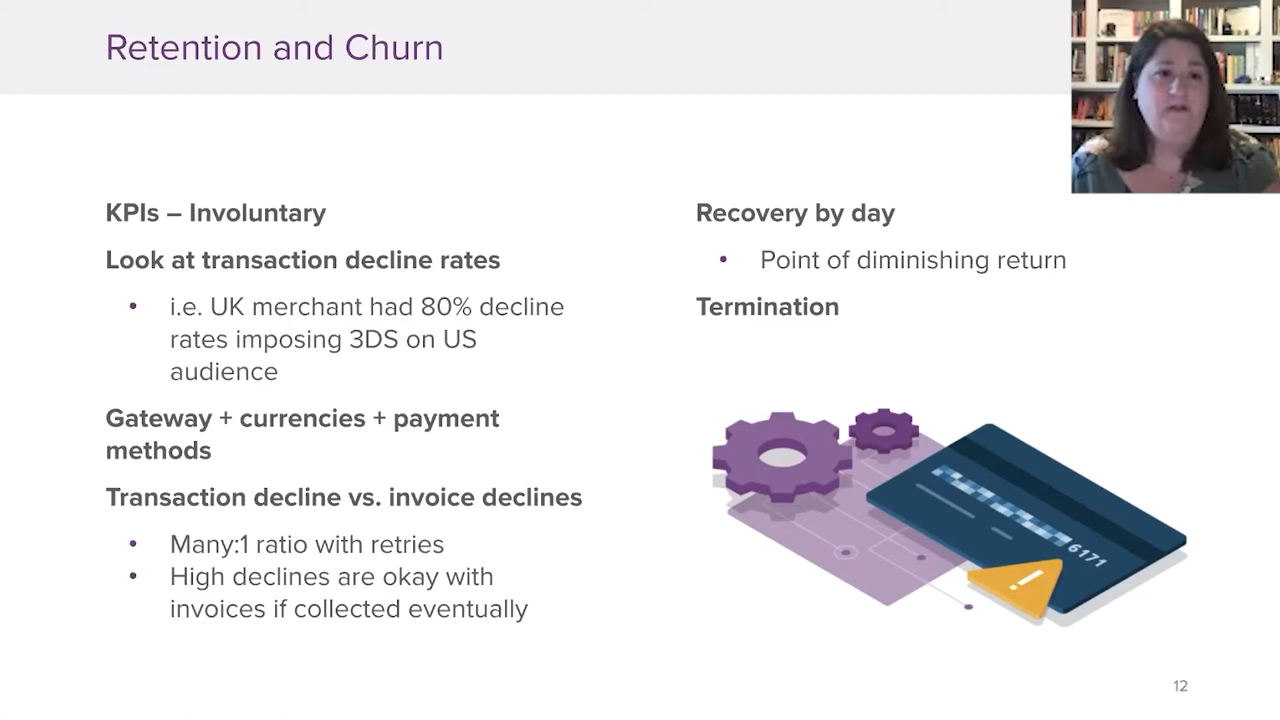 Retention and Churn
KPIs – Involuntary
Look at transaction decline rates
• i.e. UK merchant had 80% decline
rates imposing 3DS on US
audience
Gateway + currencies + payment
methods
Transaction decline vs. invoice declines
• Many:1 ratio with retries
• High declines are okay with
invoices if collected eventually
Recovery by day
• Point of diminishing return
Termination
6171
!
12